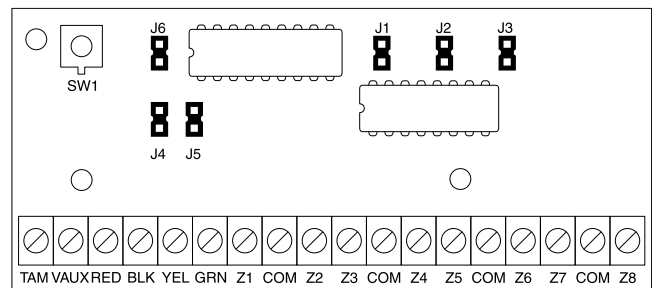 J6 J1 J2 J3
SW1
J4 J5
TAM VAUX RED BLK YEL GRN Z1 COM Z2 Z3 COM Z4 Z5 COM Z6 Z7 COM Z8